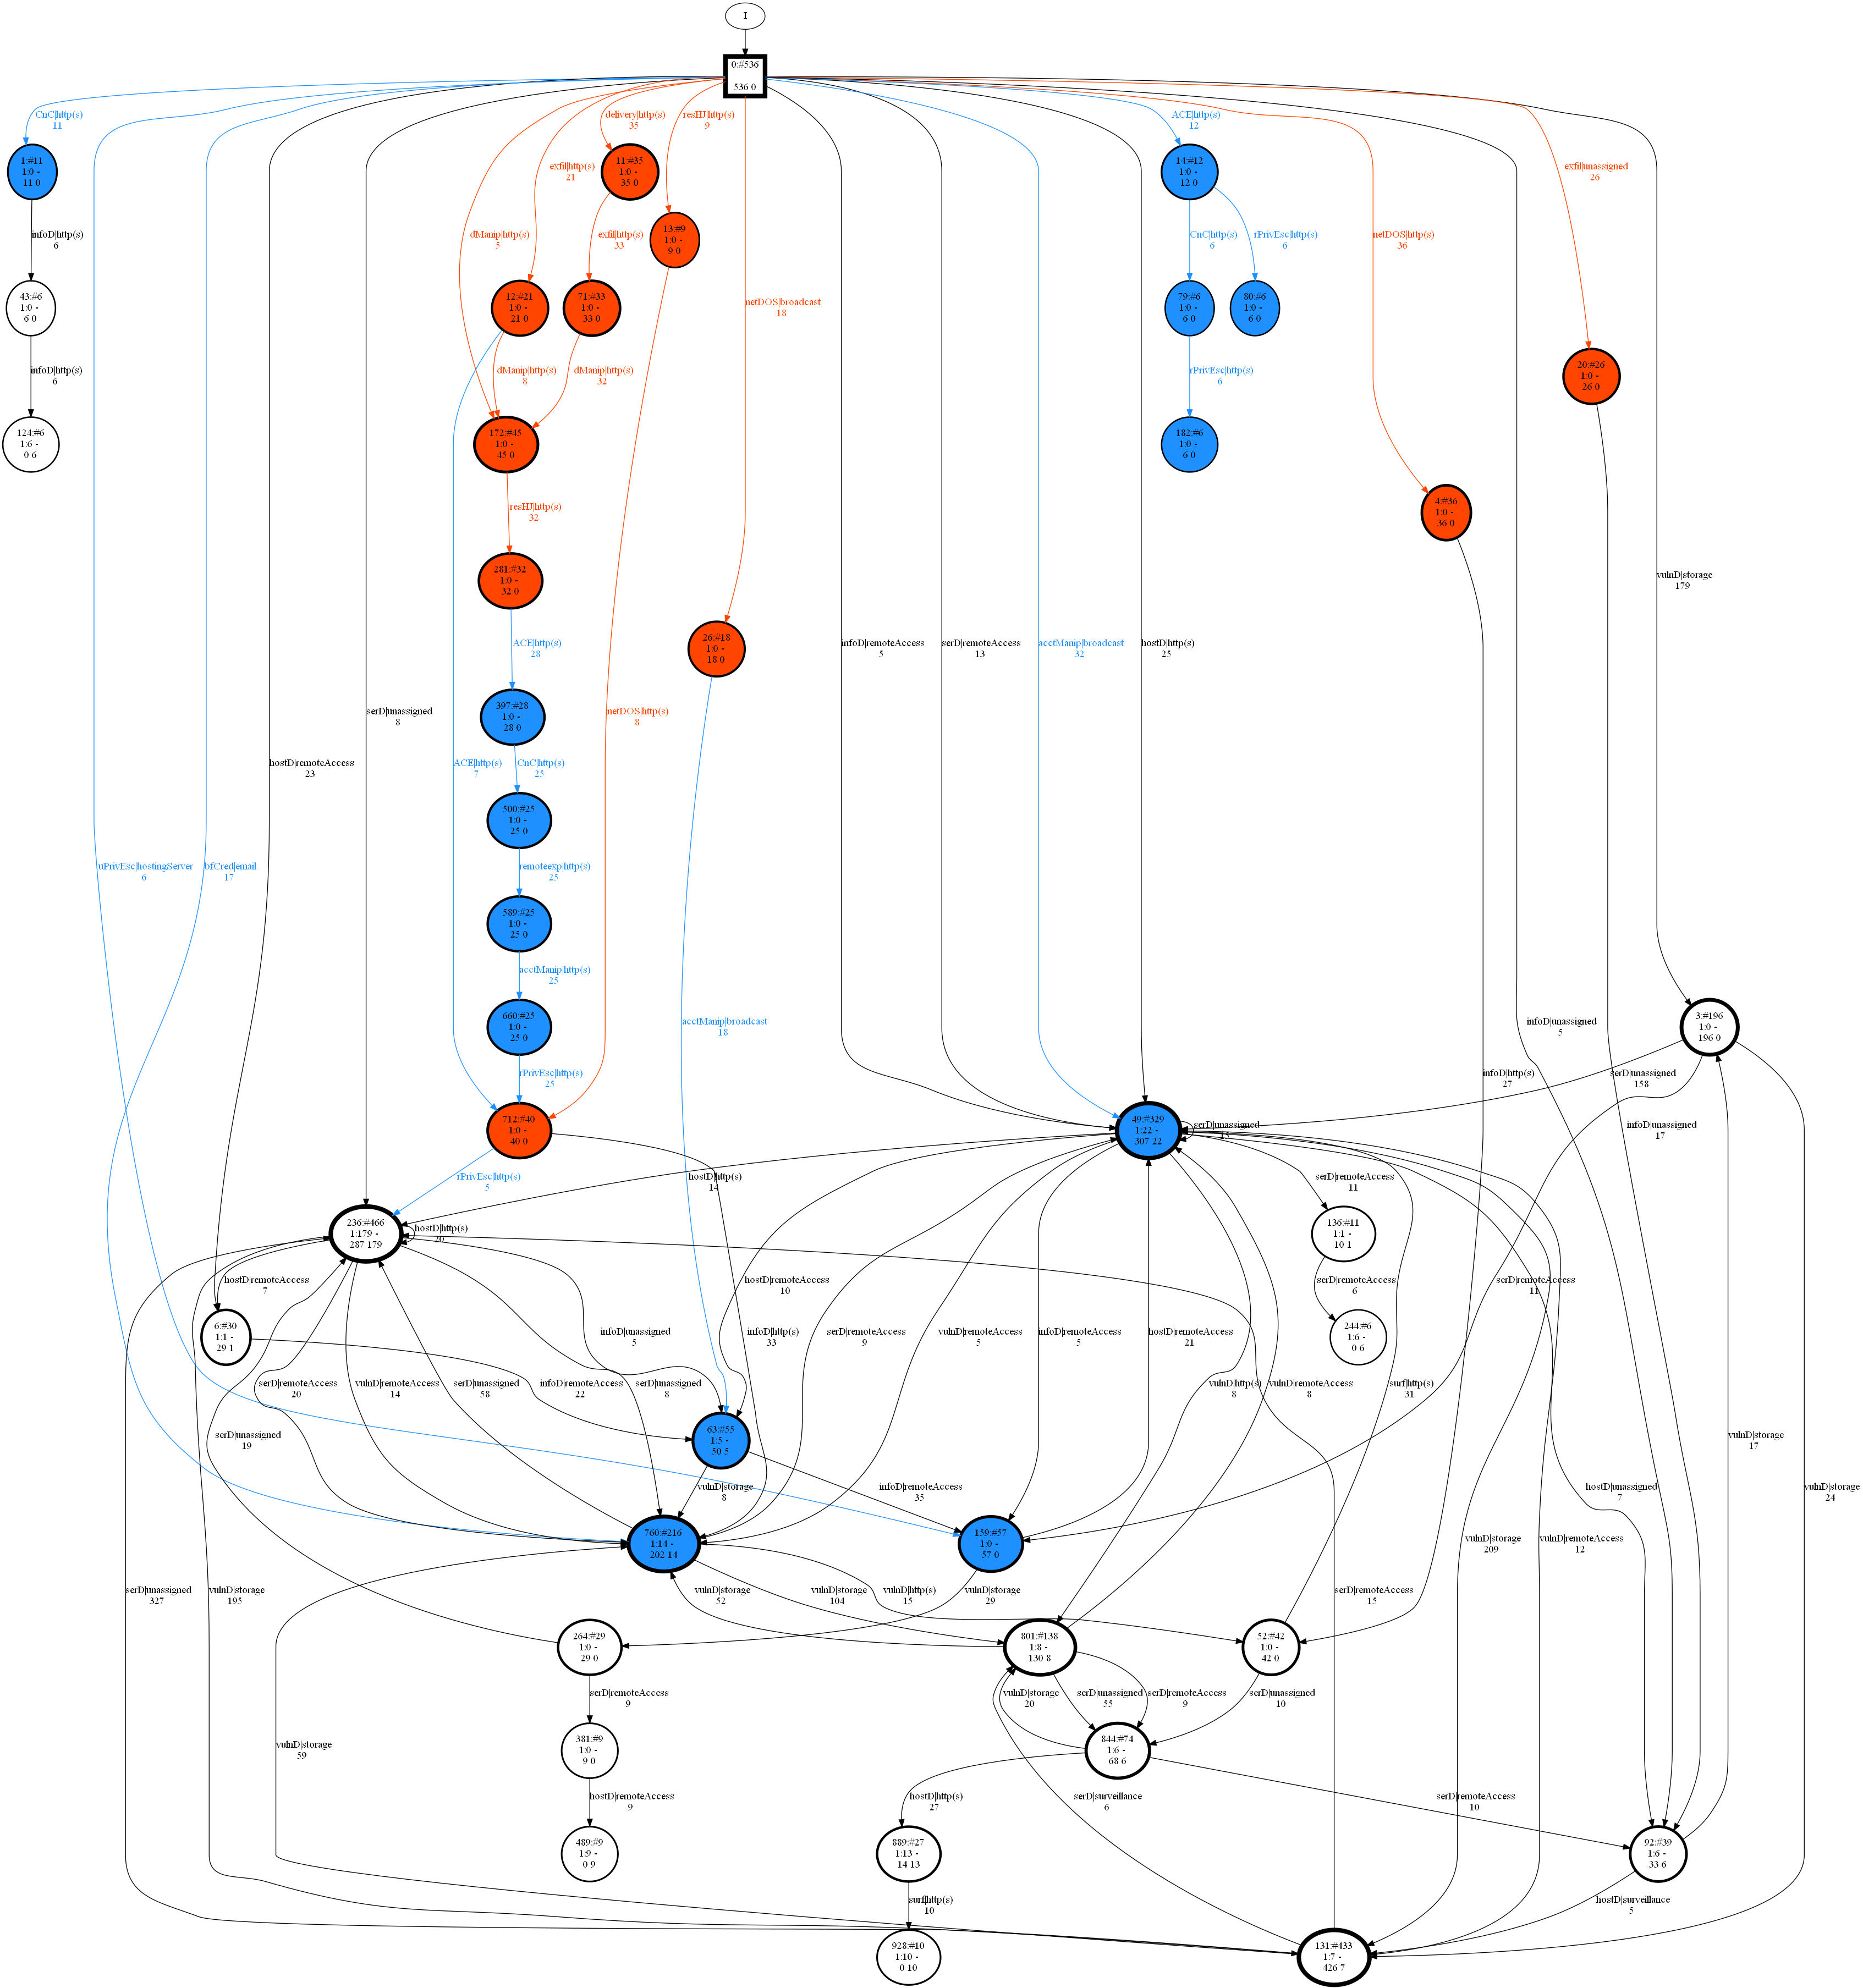 I
0:#536
536 0
CnC|http(s)
11
delivery|http(s)
35
resHJ|http(s)
9
ACE|http(s)
12
1:#11
1:0 -
11 0
exfil|http(s)
21
11:#35
1:0 -
35 0
14:#12
1:0 -
12 0
exfil|unassigned
26
infoD|http(s)
6
dManip|http(s)
5
exfil|http(s)
33
13:#9
1:0 -
9 0
CnC|http(s)
6
rPrivEsc|http(s)
6
netDOS|http(s)
36
43:#6
1:0 -
6 0
12:#21
1:0 -
21 0
71:#33
1:0 -
33 0
netDOS|broadcast
18
79:#6
1:0 -
6 0
80:#6
1:0 -
6 0
infoD|http(s)
6
dManip|http(s)
8
dManip|http(s)
32
rPrivEsc|http(s)
6
20:#26
1:0 -
26 0
124:#6
1:6 -
0 6
172:#45
1:0 -
45 0
182:#6
1:0 -
6 0
resHJ|http(s)
32
4:#36
1:0 -
36 0
281:#32
1:0 -
32 0
vulnD|storage
179
ACE|http(s)
28
26:#18
1:0 -
18 0
infoD|remoteAccess
5
serD|remoteAccess
13
acctManip|broadcast
32
hostD|http(s)
25
serD|unassigned
8
397:#28
1:0 -
28 0
netDOS|http(s)
8
hostD|remoteAccess
23
ACE|http(s)
7
CnC|http(s)
25
500:#25
1:0 -
25 0
uPrivEsc|hostingServer
6
bfCred|email
17
remoteexp|http(s)
25
589:#25
1:0 -
25 0
acctManip|http(s)
25
660:#25
1:0 -
25 0
acctManip|broadcast
18
infoD|unassigned
5
3:#196
1:0 -
196 0
rPrivEsc|http(s)
25
infoD|http(s)
27
serD|unassigned
158
712:#40
1:0 -
40 0
49:#329
1:22 -
307 22
serD|unassigned
15
infoD|unassigned
17
rPrivEsc|http(s)
5
hostD|http(s)
14
serD|remoteAccess
11
vulnD|storage
17
236:#466
1:179 -
287 179
hostD|http(s)
20
136:#11
1:1 -
10 1
hostD|remoteAccess
7
hostD|remoteAccess
10
serD|remoteAccess
6
serD|remoteAccess
11
vulnD|storage
24
6:#30
1:1 -
29 1
infoD|unassigned
5
infoD|http(s)
33
serD|remoteAccess
9
vulnD|remoteAccess
5
infoD|remoteAccess
5
hostD|remoteAccess
21
244:#6
1:6 -
0 6
serD|remoteAccess
20
vulnD|remoteAccess
14
serD|unassigned
58
infoD|remoteAccess
22
serD|unassigned
8
vulnD|http(s)
8
vulnD|remoteAccess
8
surf|http(s)
31
serD|unassigned
19
63:#55
1:5 -
50 5
vulnD|storage
8
infoD|remoteAccess
35
hostD|unassigned
7
760:#216
1:14 -
202 14
159:#57
1:0 -
57 0
vulnD|storage
209
vulnD|remoteAccess
12
serD|unassigned
327
vulnD|storage
195
vulnD|storage
52
vulnD|storage
104
vulnD|http(s)
15
vulnD|storage
29
serD|remoteAccess
15
264:#29
1:0 -
29 0
801:#138
1:8 -
130 8
52:#42
1:0 -
42 0
serD|remoteAccess
9
vulnD|storage
20
serD|unassigned
55
serD|remoteAccess
9
serD|unassigned
10
vulnD|storage
59
381:#9
1:0 -
9 0
844:#74
1:6 -
68 6
hostD|remoteAccess
9
hostD|http(s)
27
serD|surveillance
6
serD|remoteAccess
10
489:#9
1:9 -
0 9
889:#27
1:13 -
14 13
92:#39
1:6 -
33 6
surf|http(s)
10
hostD|surveillance
5
928:#10
1:10 -
0 10
131:#433
1:7 -
426 7